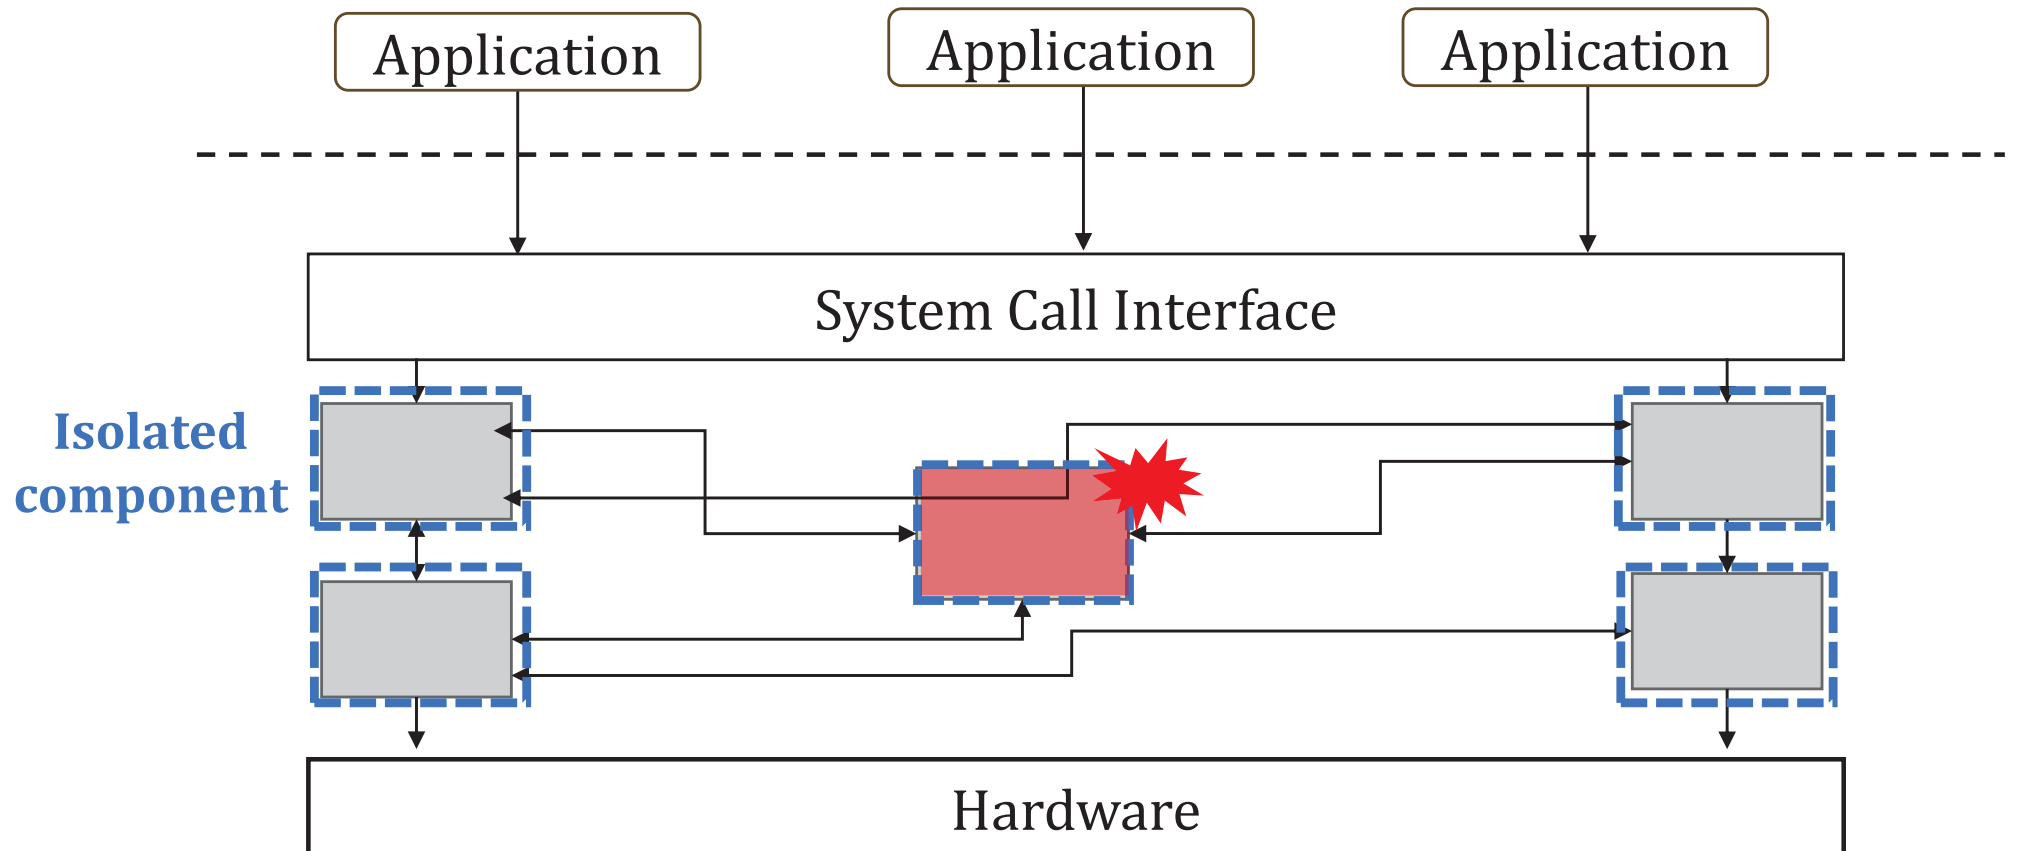 Application
Application
Application
System Call Interface
Isolated
component
Hardware